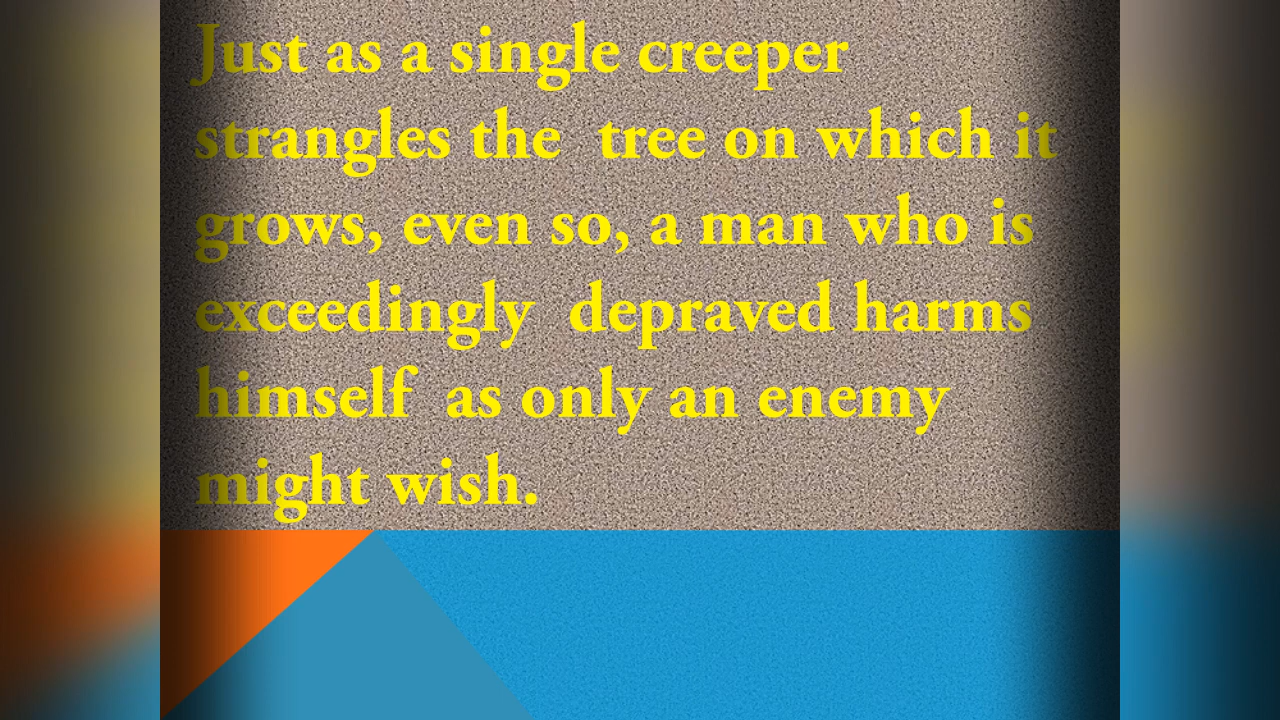 Just as a single creeper
strangles the  tree on which it
grows, even so, a man who is
exceedingly  depraved harms
himself  as only an enemy
might wish.